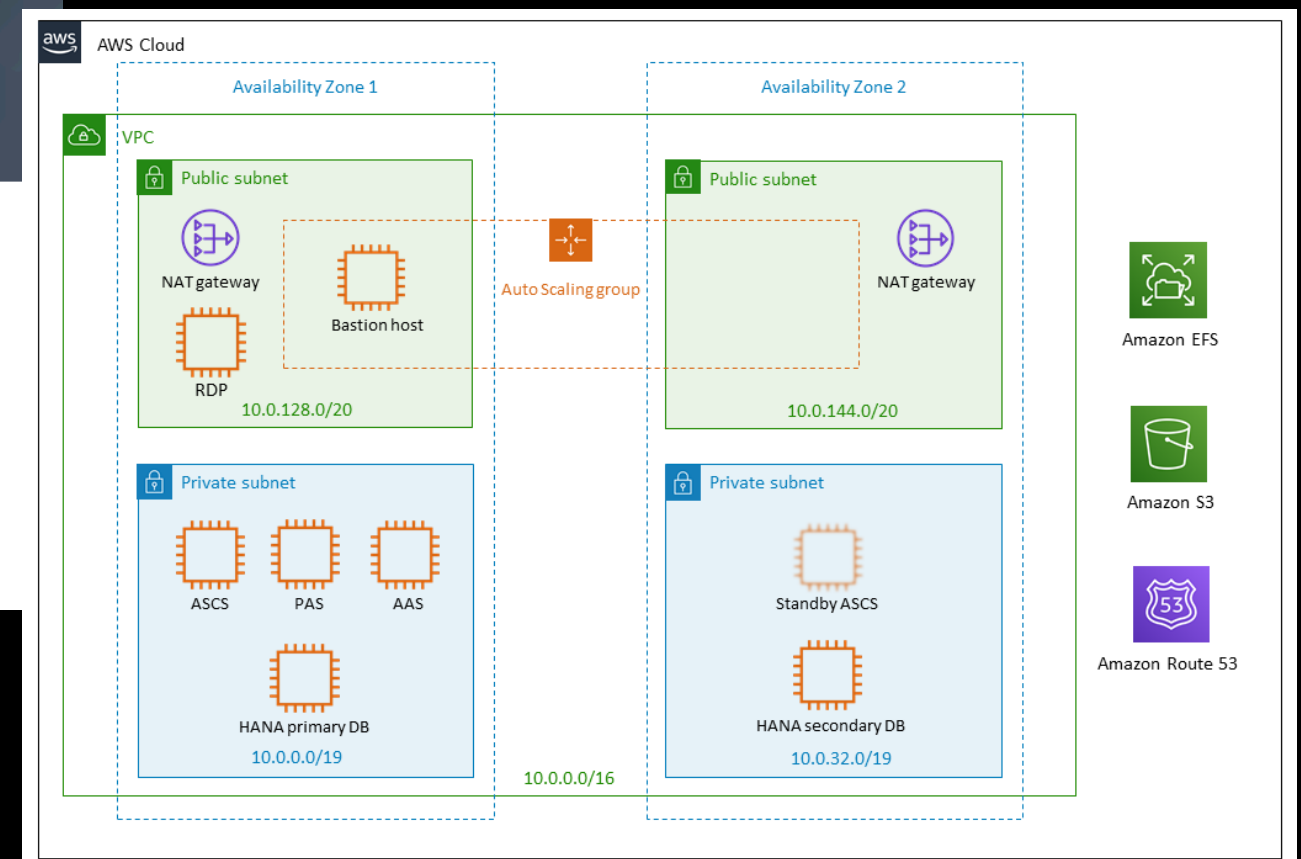 aws
AWS Cloud
Availability Zone 1
Availability Zone 2
VPC
Public subnet
Public subnet
NAT gateway
Bastion host
Auto Scaling group
NAT gateway
RDP
10.0.128.0/20
10.0.144.0/20
Amazon EFS
Private subnet
Private subnet
Amazon S3
ASCS
PAS
AAS
Standby ASCS
53
Amazon Route 53
HANA primary DB
HANA secondary DB
10.0.0.0/19
10.0.32.0/19
10.0.0.0/16